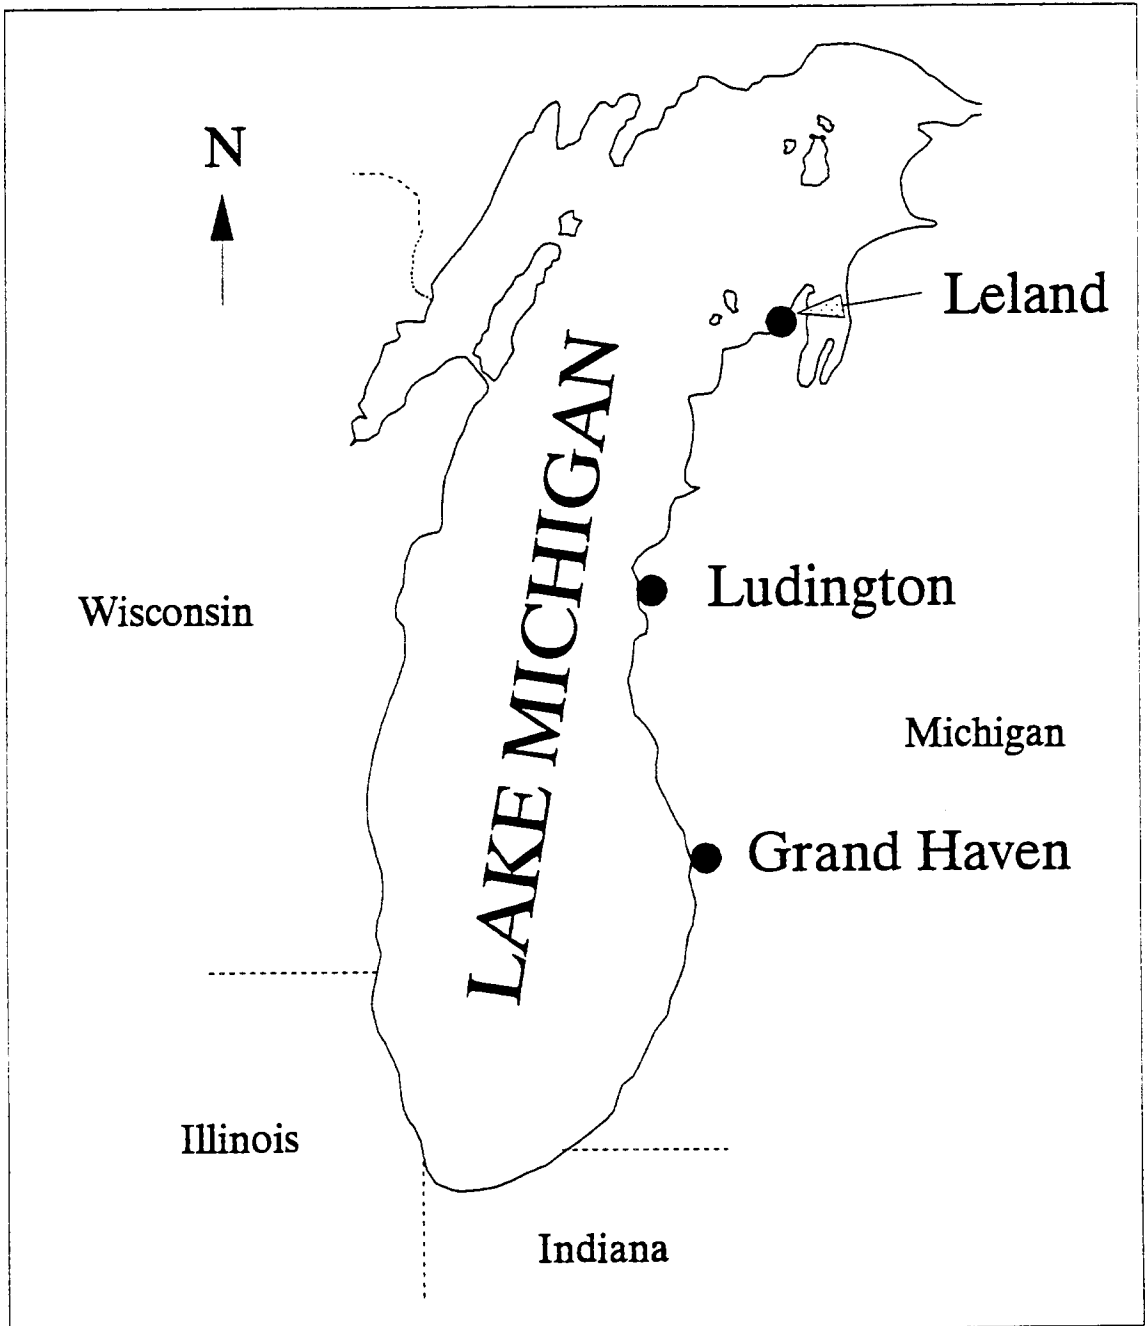 N
Leland
LAKE MICHIGAN
Ludington
Wisconsin
Michigan
Grand Haven
Illinois
Indiana